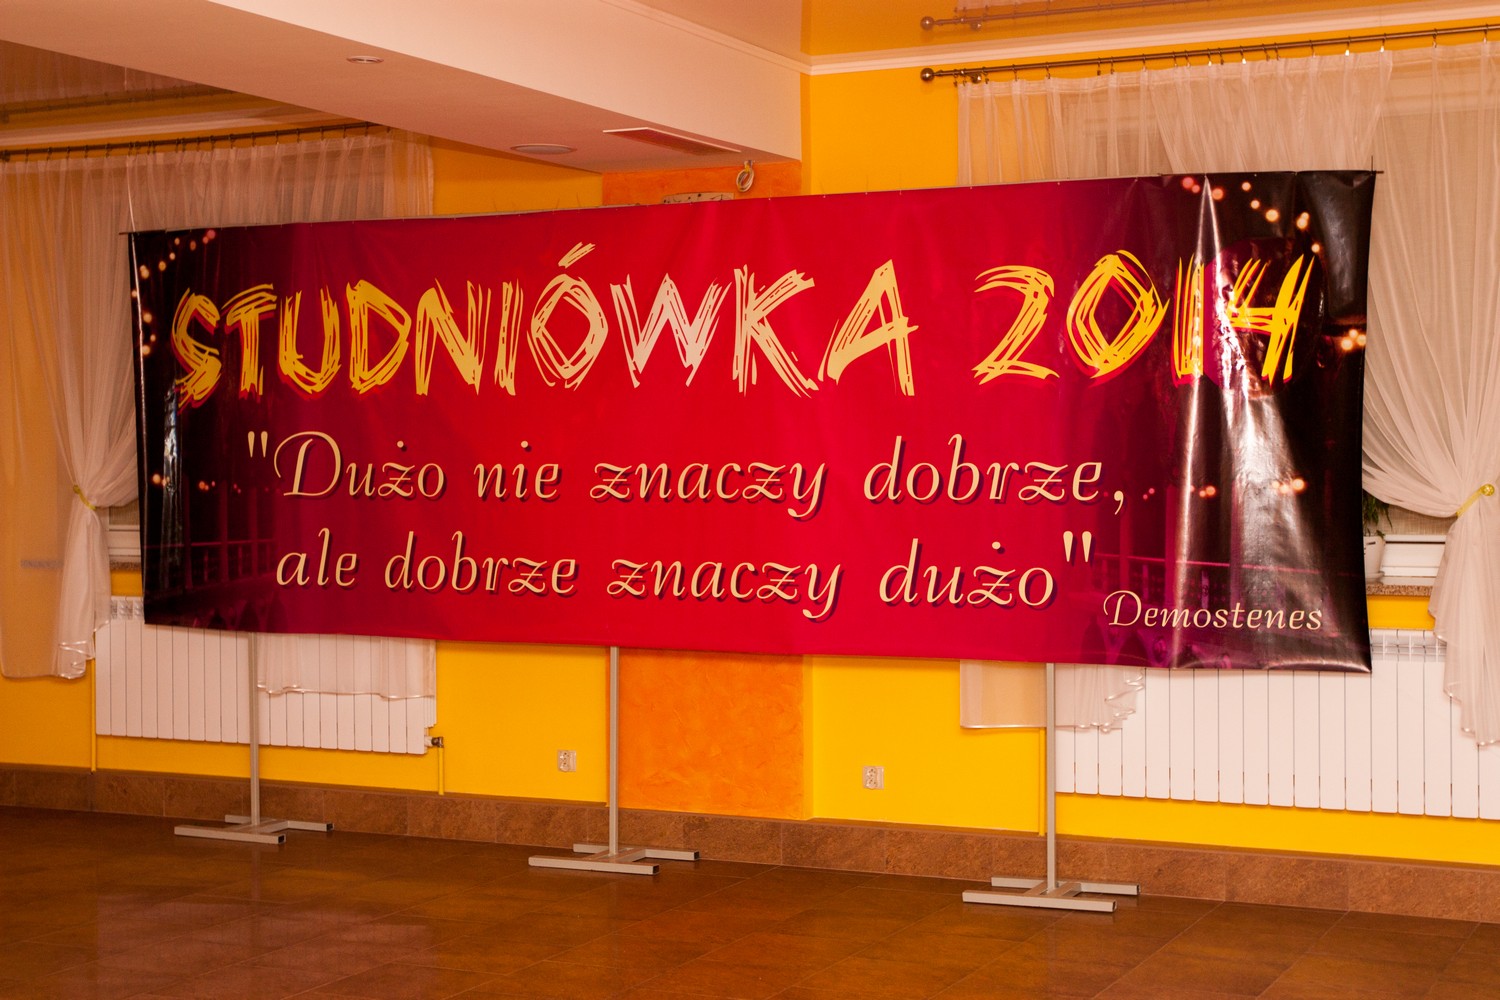 STUDNIÓWKA 2014
"Dużo nie znaczy dobrze,
ale dobrze znaczy dużo"
Demostenes